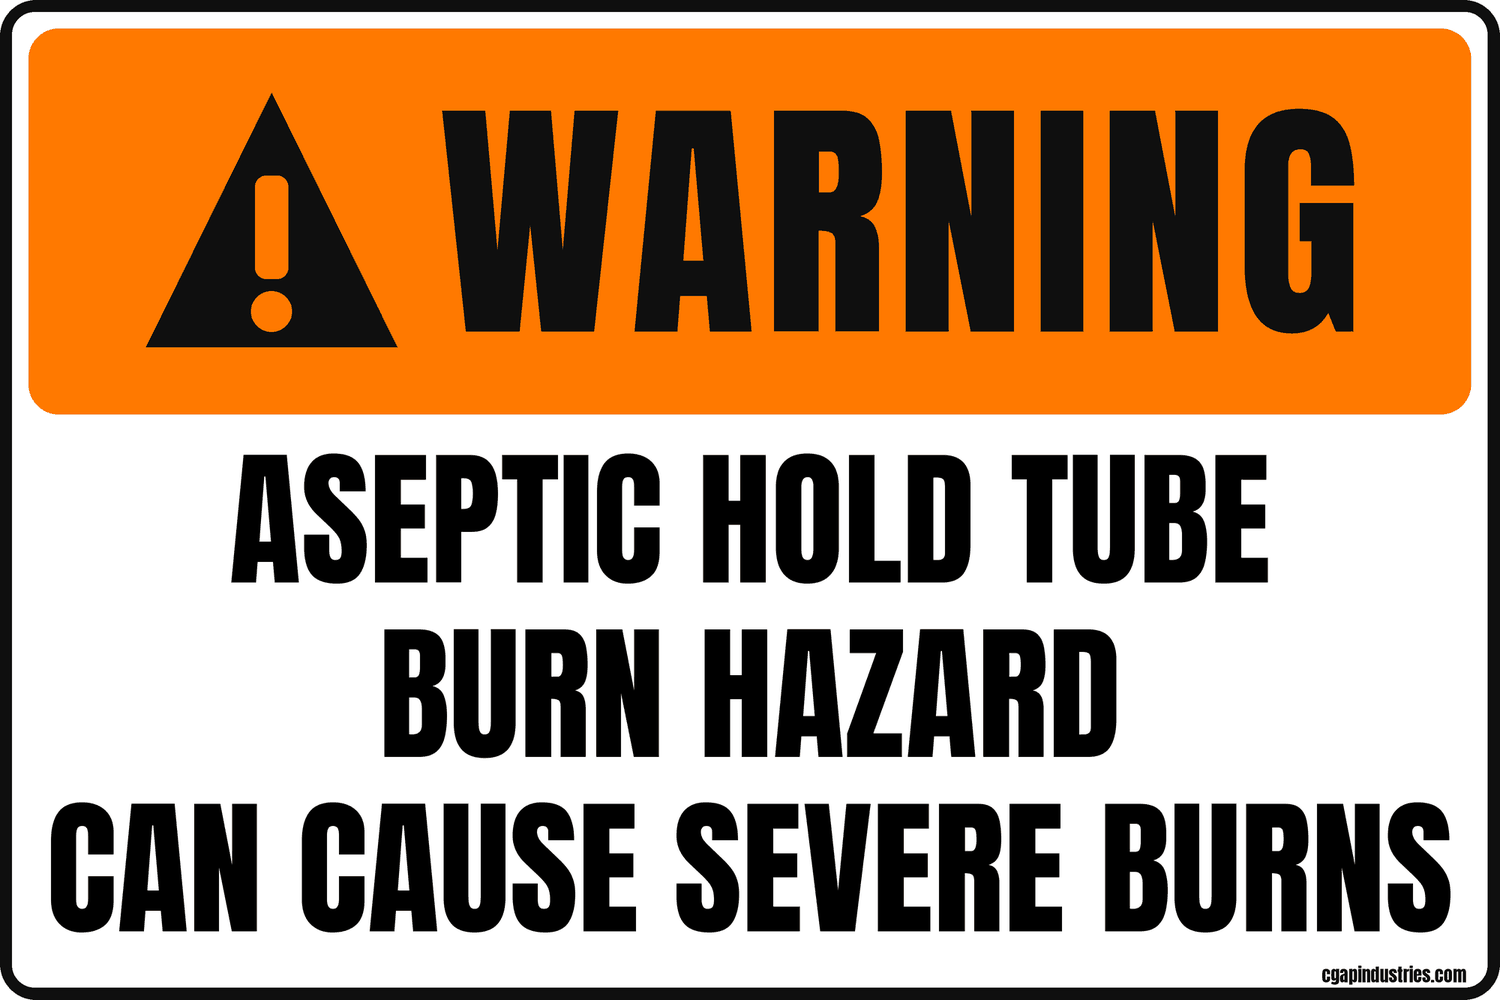 WARNING
ASEPTIC HOLD TUBE
BURN HAZARD
CAN CAUSE SEVERE BURNS
cgapindustries.com